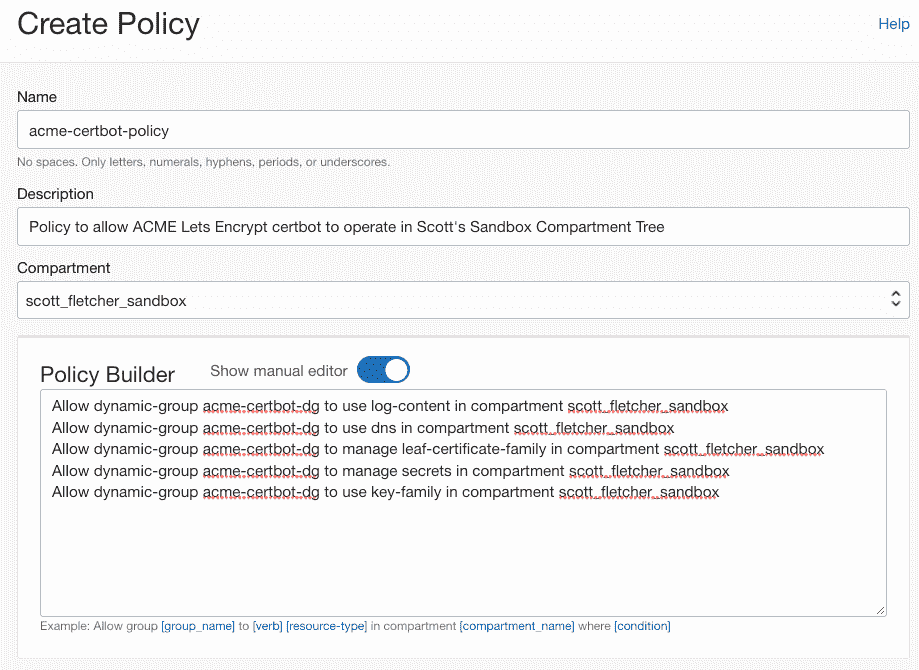 Create Policy
Help
Name
acme-certbot-policy
No spaces. Only letters, numerals, hyphens, periods, or underscores.
Description
Policy to allow ACME Lets Encrypt certbot to operate in Scott's Sandbox Compartment Tree
Compartment
scott_fletcher_sandbox
Policy Builder
Show manual editor
Allow dynamic-group acme-certbot-dg to use log-content in compartment scott_fletcher_sandbox
Allow dynamic-group acme-certbot-dg to use dns in compartment scott_fletcher_sandbox
Allow dynamic-group acme-certbot-dg to manage leaf-certificate-family in compartment scott_fletcher_sandbox
Allow dynamic-group acme-certbot-dg to manage secrets in compartment scott_fletcher_sandbox
Allow dynamic-group acme-certbot-dg to use key-family in compartment scott_fletcher_sandbox
Example: Allow group [group_name] to [verb] [resource-type] in compartment [compartment_name] where [condition]